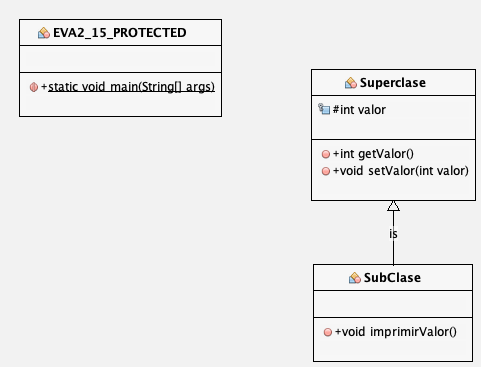 EVA2_15_PROTECTED
+static void main(String[] args)
Superclase
#int valor
+int getValor()
+void setValor(int valor)
is
SubClase
+void imprimirValor()